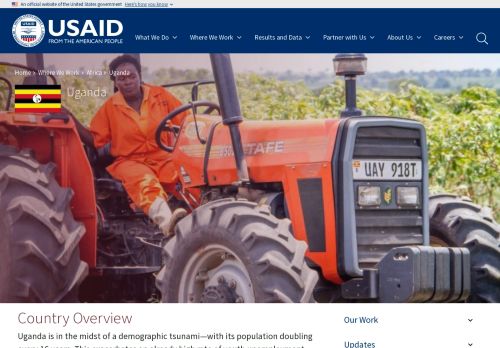 An official website of the United States government Here's how you know
USAID
FROM THE AMERICAN PEOPLE
What We Do
Where We Work
Results and Data
Partner with Us
About Us
Careers
Home > Where We Work > Africa > Uganda
Uganda
8502
TAFE
UAY 918T
Country Overview
Uganda is in the midst of a demographic tsunami—with its population doubling
Our Work
Updates